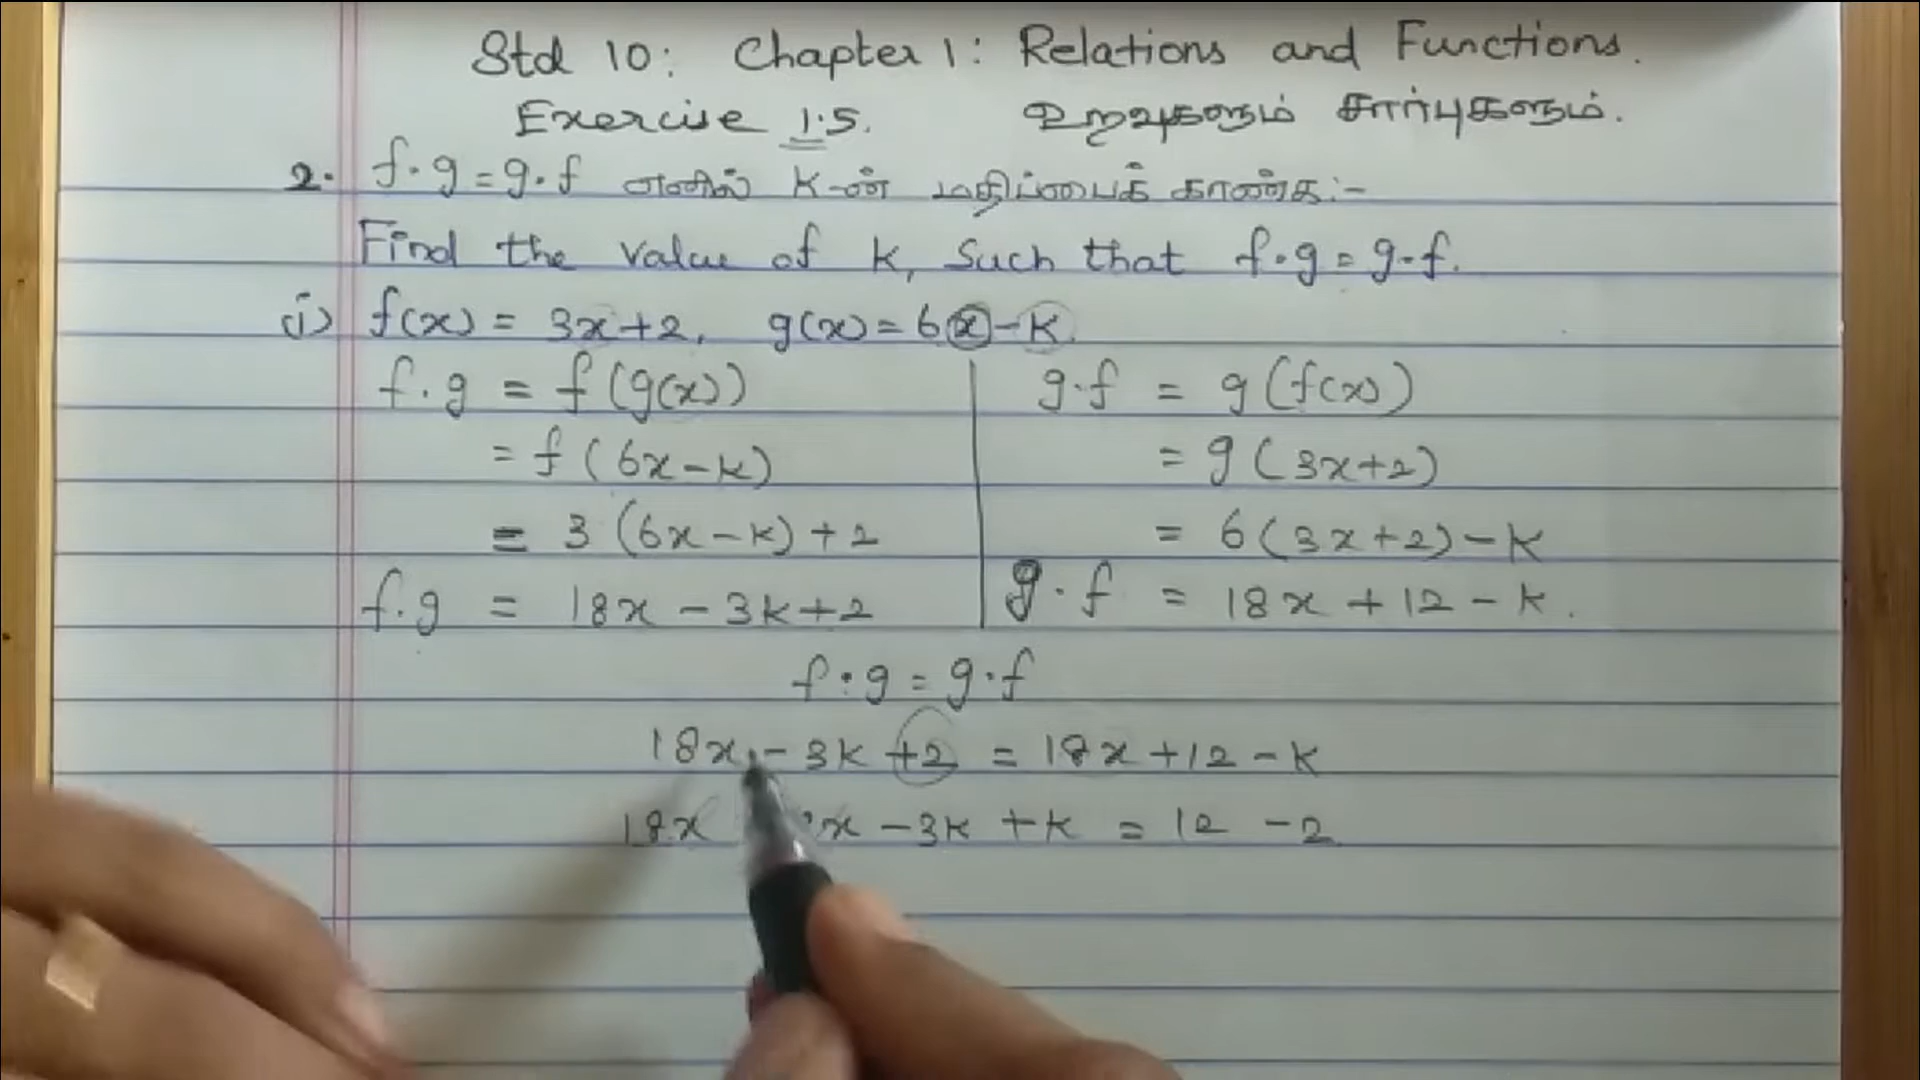 Std 10: Chapter 1: Relations and Functions.
Exercise 1.5. உறவுகளும் சார்புகளும்.
2. f·g=g·f எனில் K-ன் மதிப்பைக் காண்க:-
Find the value of k, Such that f·g=g·f.
(i) f(x) = 3x+2, g(x) = 6x-k.
f·g = f(g(x)) g·f = g(f(x))
= f(6x-k) = g(3x+2)
= 3(6x-k)+2 = 6(3x+2)-k
f·g = 18x-3k+2 g·f = 18x+12-k.
f·g = g·f
18x-3k+2 = 18x+12-k
18x x -3k+k = 12-2